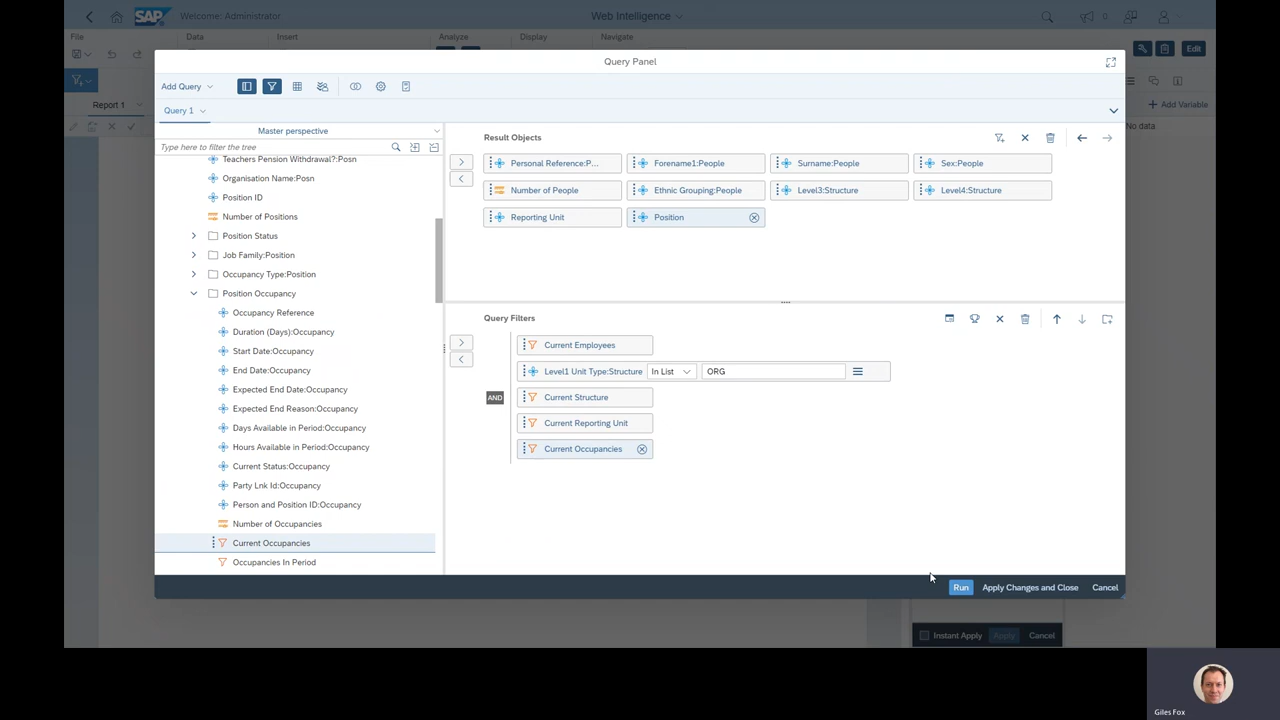 SAP Welcome: Administrator
Web Intelligence
0
File
Data
Insert
Analyze
Display
Navigate
Edit
Query Panel
Add Query
Report 1
Query 1
Add Variable
Master perspective
Result Objects
No data
Type here to filter the tree
Teachers Pension Withdrawal?:Posn
Organisation Name:Posn
Position ID
Number of Positions
Position Status
Job Family:Position
Occupancy Type:Position
Position Occupancy
Occupancy Reference
Duration (Days):Occupancy
Start Date:Occupancy
End Date:Occupancy
Expected End Date:Occupancy
Expected End Reason:Occupancy
Days Available in Period:Occupancy
Hours Available in Period:Occupancy
Current Status:Occupancy
Party Lnk Id:Occupancy
Person and Position ID:Occupancy
Number of Occupancies
Current Occupancies
Occupancies In Period
Personal Reference:P...
Forename1:People
Surname:People
Sex:People
Number of People
Ethnic Grouping:People
Level3:Structure
Level4:Structure
Reporting Unit
Position
Query Filters
Current Employees
Level1 Unit Type:Structure In List ORG
AND
Current Structure
Current Reporting Unit
Current Occupancies
Run
Apply Changes and Close
Cancel
Instant Apply
Apply
Cancel
Giles Fox